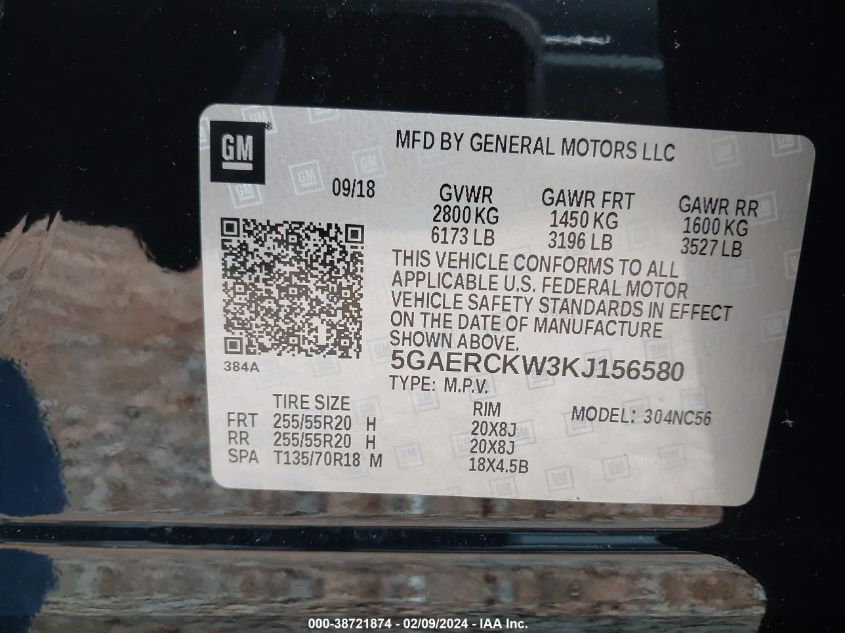 GM®
MFD BY GENERAL MOTORS LLC
09/18
GVWR GAWR FRT GAWR RR
2800 KG 1450 KG 1600 KG
6173 LB 3196 LB 3527 LB
THIS VEHICLE CONFORMS TO ALL
APPLICABLE U.S. FEDERAL MOTOR
VEHICLE SAFETY STANDARDS IN EFFECT
ON THE DATE OF MANUFACTURE
SHOWN ABOVE.
384A
5GAERCKW3KJ156580
TYPE: M.P.V.
TIRE SIZE RIM MODEL: 304NC56
FRT 255/55R20 H 20X8J
RR 255/55R20 H 20X8J
SPA T135/70R18 M 18X4.5B
000-38721874 / 02/09/2024 - IAA Inc.